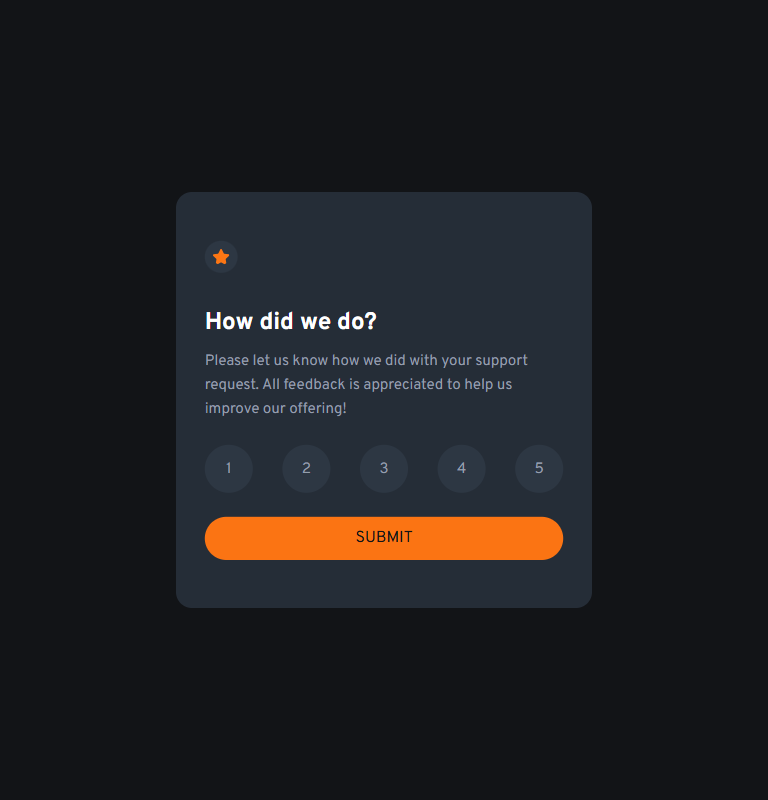 How did we do?
Please let us know how we did with your support
request. All feedback is appreciated to help us
improve our offering!
1 2 3 4 5
SUBMIT